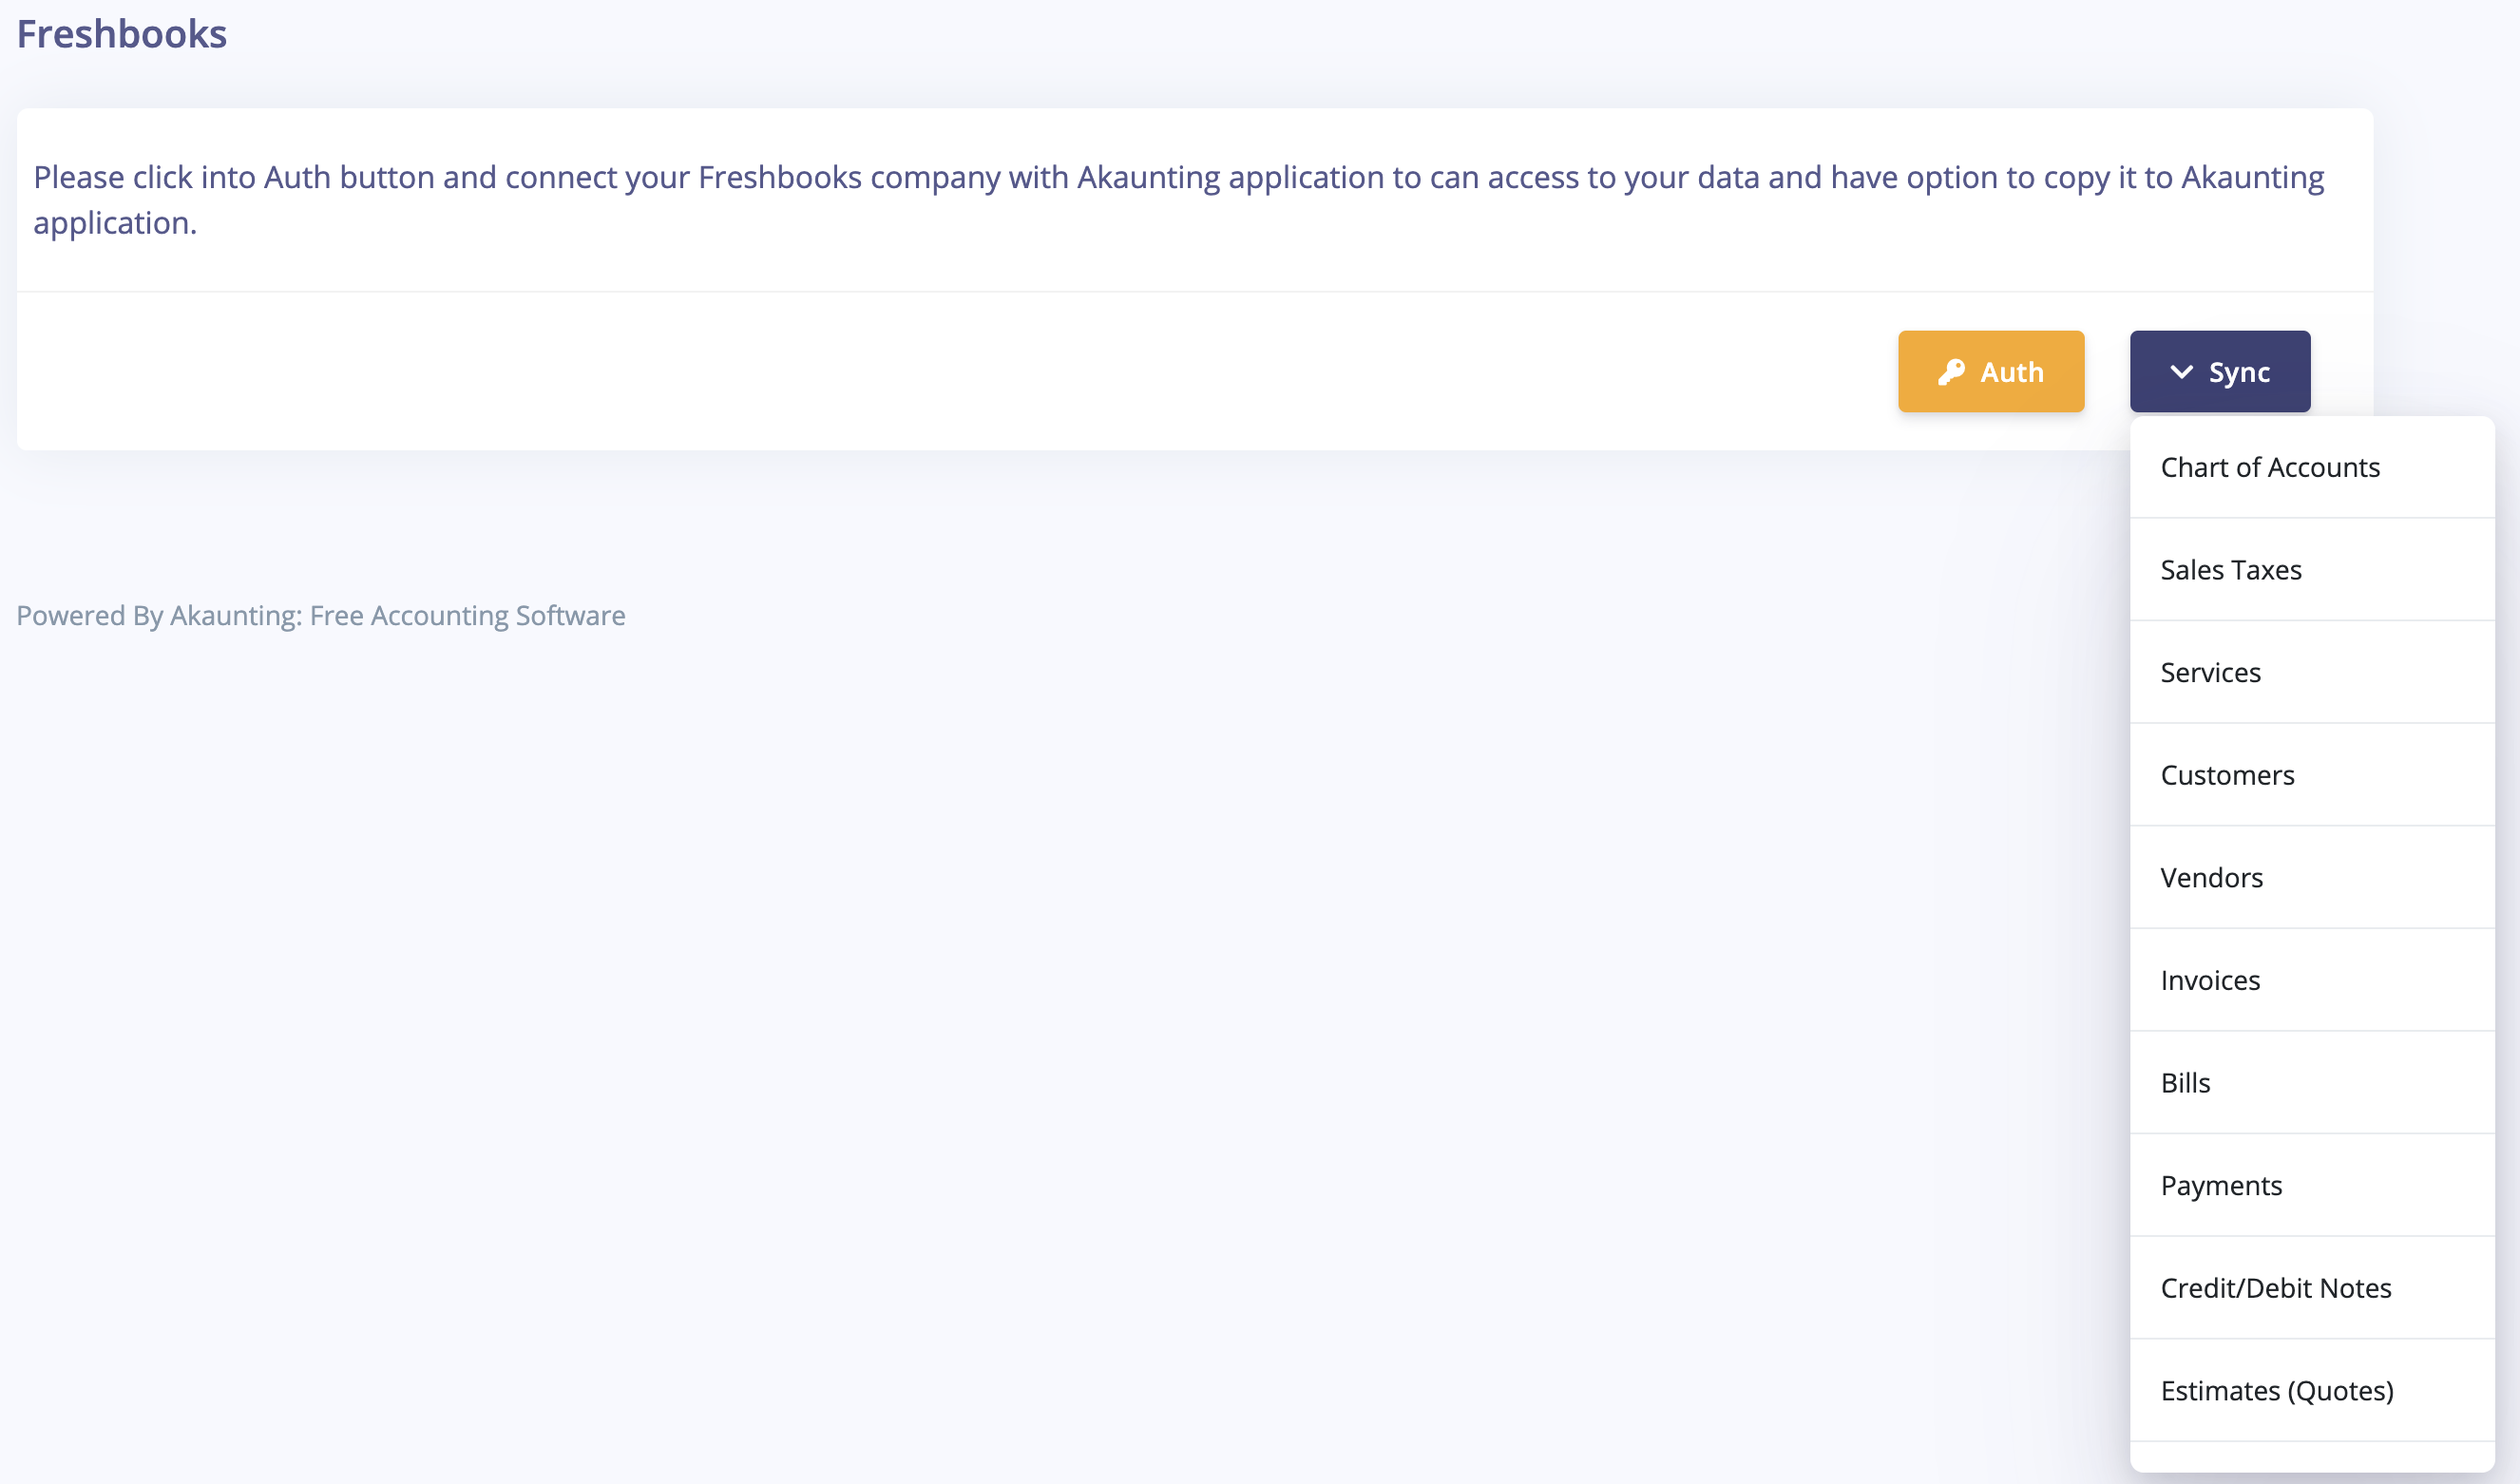 Freshbooks
Please click into Auth button and connect your Freshbooks company with Akaunting application to can access to your data and have option to copy it to Akaunting
application.
Auth
Sync
Chart of Accounts
Sales Taxes
Services
Customers
Vendors
Invoices
Bills
Payments
Credit/Debit Notes
Estimates (Quotes)
Powered By Akaunting: Free Accounting Software